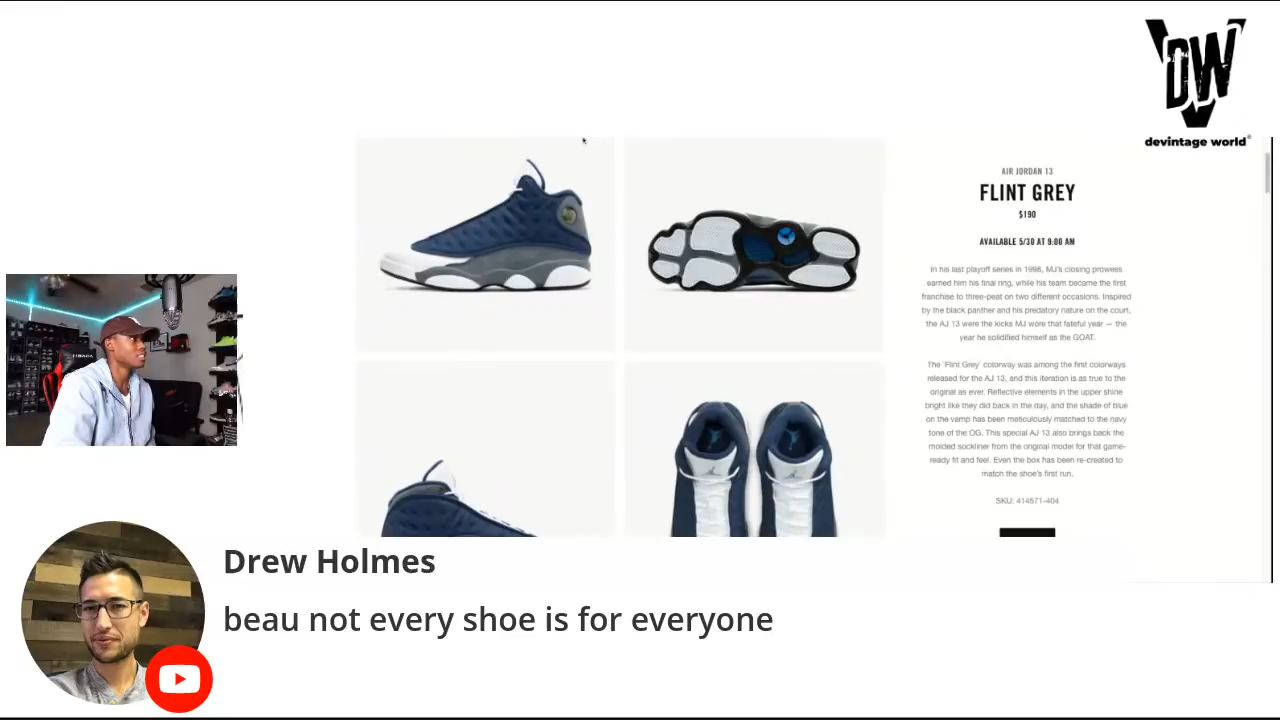 DW
devintage world®
AIR JORDAN 13
FLINT GREY
$190
AVAILABLE 5/30 AT 9:00 AM
In his last playoff series in 1998, MJ's closing prowess
earned him his final ring, while his team became the first
franchise to three-peat on two different occasions. Inspired
by the black panther and his predatory nature on the court,
the AJ 13 were the kicks MJ wore that fateful year — the
year he solidified himself as the GOAT.
The 'Flint Grey' colorway was among the first colorways
released for the AJ 13, and this iteration is as true to the
original as ever. Reflective elements in the upper shine
bright like they did back in the day, and the shade of blue
on the vamp has been meticulously matched to the navy
tone of the OG. This special AJ 13 also brings back the
molded sockliner from the original model for that game-
ready fit and feel. Even the box has been re-created to
match the shoe's first run.
SKU: 414571-404
Drew Holmes
beau not every shoe is for everyone